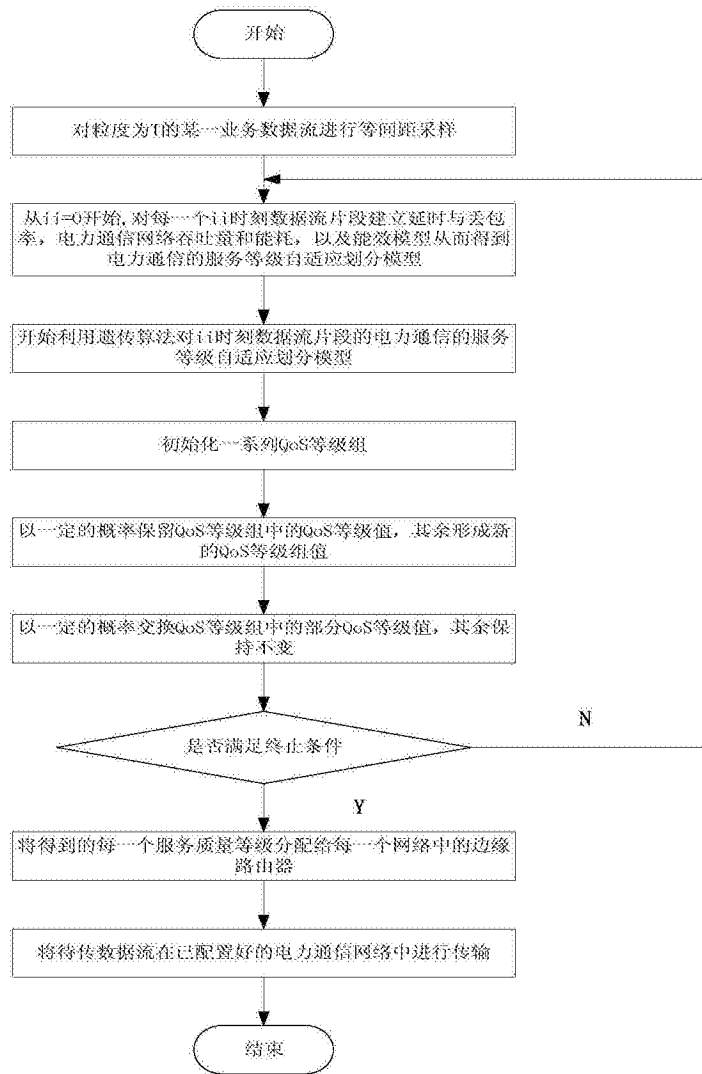 开始
对粒度为T的某一业务数据流进行等间距采样
从ii=0开始,对每一个ii时刻数据流片段建立延时与丢包
率，电力通信网络吞吐量和能耗，以及能效模型从而得到
电力通信的服务等级自适应划分模型
开始利用遗传算法对ii时刻数据流片段的电力通信的服务
等级自适应划分模型
初始化一系列QoS等级组
以一定的概率保留QoS等级组中的QoS等级值，其余形成新
的QoS等级组值
以一定的概率交换QoS等级组中的部分QoS等级值，其余保
持不变
是否满足终止条件
N
Y
将得到的每一个服务质量等级分配给每一个网络中的边缘
路由器
将待传数据流在已配置好的电力通信网络中进行传输
结束